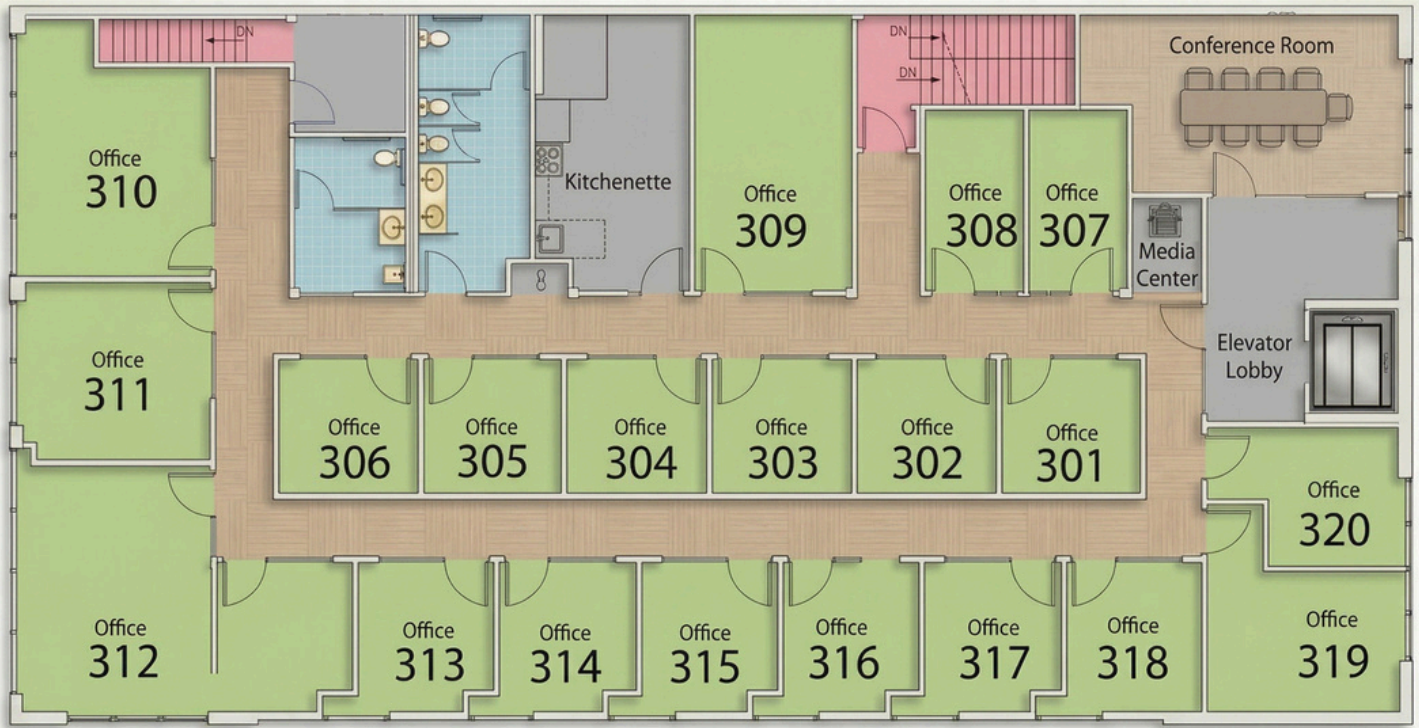 DN
DN
DN
Conference Room
Office
310
Kitchenette
Office
309
Office
308
Office
307
Media
Center
Office
311
Elevator
Lobby
Office
306
Office
305
Office
304
Office
303
Office
302
Office
301
Office
320
Office
312
Office
313
Office
314
Office
315
Office
316
Office
317
Office
318
Office
319